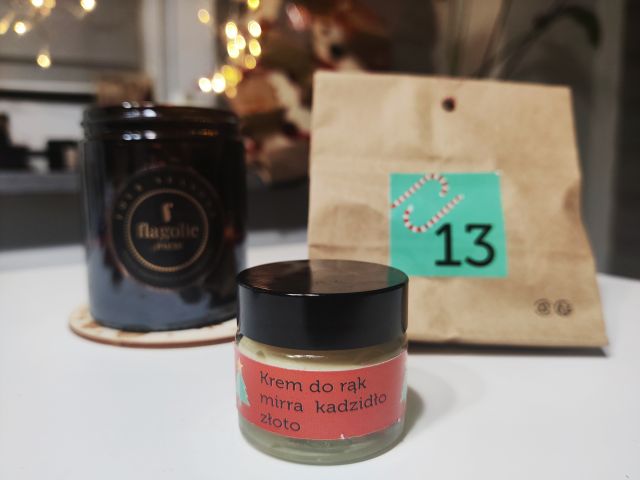 flagolie
13
Krem do rąk
mirra kadzidło
złoto